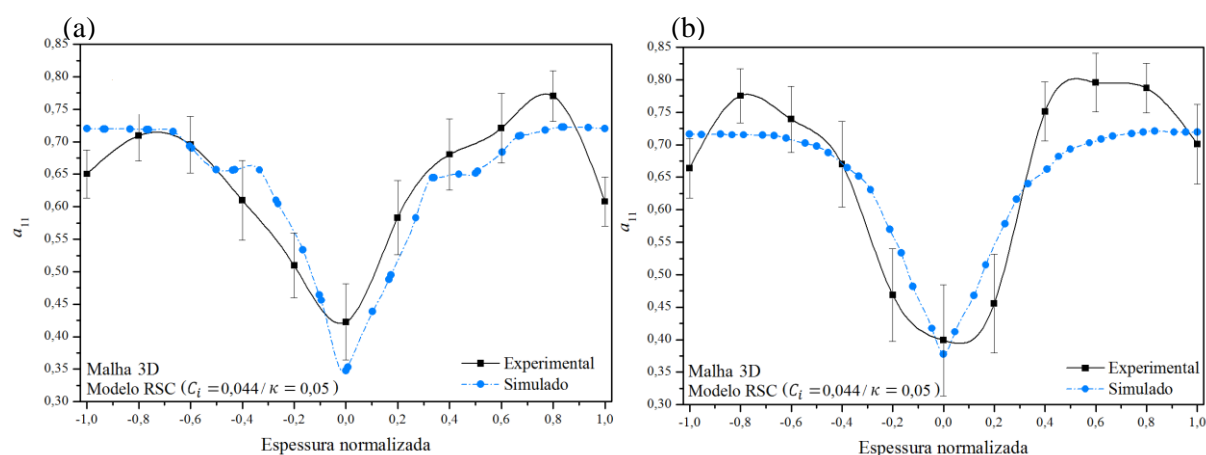 (a)
0,85
0,80
0,75
0,70
0,65
0,60
0,55
0,50
0,45
0,40
0,35
0,30
a11
Malha 3D
Modelo RSC (Ci = 0,044/ κ = 0,05)
Experimental
Simulado
-1,0 -0,8 -0,6 -0,4 -0,2 0,0 0,2 0,4 0,6 0,8 1,0
Espessura normalizada
(b)
0,85
0,80
0,75
0,70
0,65
0,60
0,55
0,50
0,45
0,40
0,35
0,30
a11
Malha 3D
Modelo RSC (Ci = 0,044/ κ = 0,05)
Experimental
Simulado
-1,0 -0,8 -0,6 -0,4 -0,2 0,0 0,2 0,4 0,6 0,8 1,0
Espessura normalizada